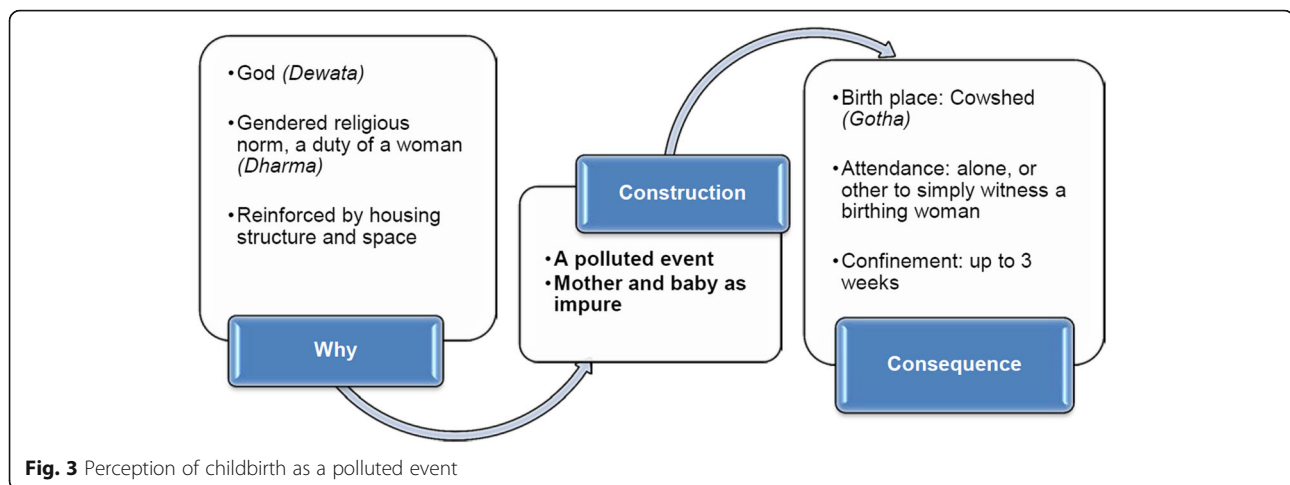 •God (Dewata)
•Gendered religious
norm, a duty of a woman
(Dharma)
•Reinforced by housing
structure and space
Why
Construction
•A polluted event
•Mother and baby as
impure
•Birth place: Cowshed
(Gotha)
•Attendance: alone, or
other to simply witness a
birthing woman
•Confinement: up to 3
weeks
Consequence
Fig. 3 Perception of childbirth as a polluted event